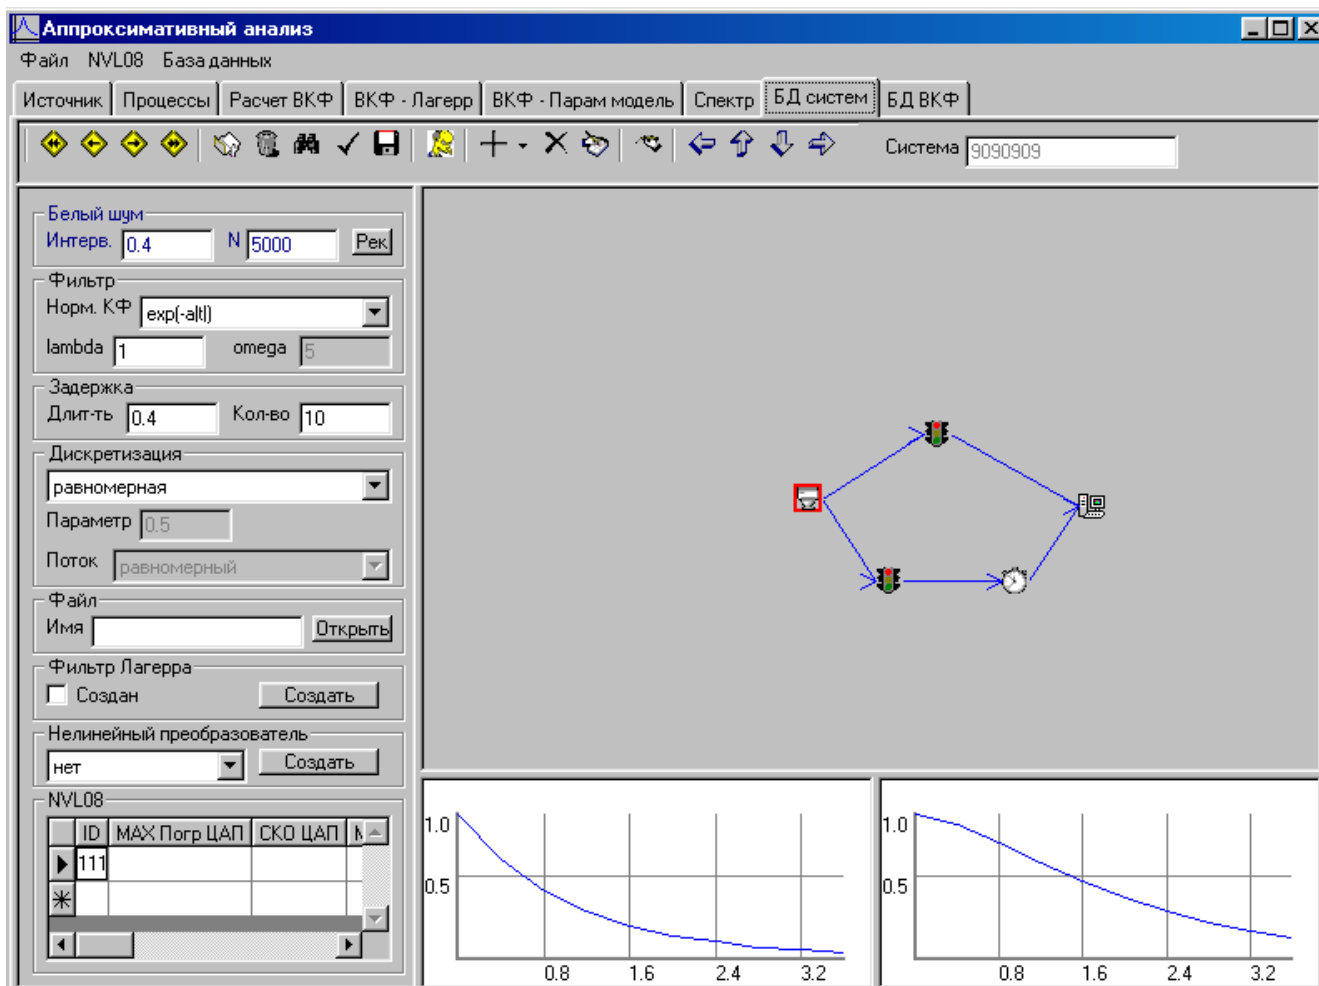 Аппроксимативный анализ
Файл NVL08 База данных
Источник Процессы Расчет ВКФ ВКФ - Лагерр ВКФ - Парам модель Спектр БД систем БД ВКФ
Система 9090909
Белый шум
Интерв. 0.4 N 5000 Рек
Фильтр
Норм. КФ exp(-a|t|)
lambda 1 omega 5
Задержка
Длит-ть 0.4 Кол-во 10
Дискретизация
равномерная
Параметр 0.5
Поток равномерный
Файл
Имя Открыть
Фильтр Лагерра
Создан Создать
Нелинейный преобразователь
нет Создать
NVL08
ID MAX Погр ЦАП СКО ЦАП
111
1.0
0.5
0.8 1.6 2.4 3.2
1.0
0.5
0.8 1.6 2.4 3.2